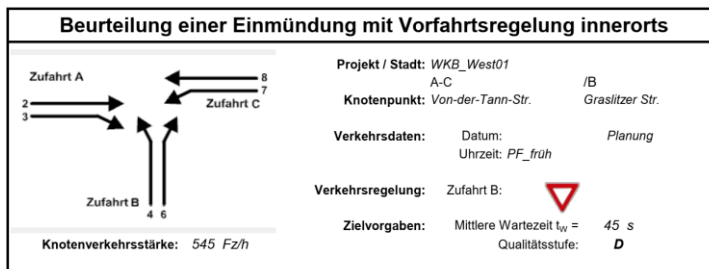 Beurteilung einer Einmündung mit Vorfahrtsregelung innerorts
Zufahrt A
8
7
Zufahrt C
2
3
Zufahrt B
4 6
Knotenverkehrsstärke: 545 Fz/h
Projekt / Stadt: WKB_West01
A-C /B
Knotenpunkt: Von-der-Tann-Str. Graslitzer Str.
Verkehrsdaten: Datum: Planung
Uhrzeit: PF_früh
Verkehrsregelung: Zufahrt B:
Zielvorgaben: Mittlere Wartezeit tw = 45 s
Qualitätsstufe: D